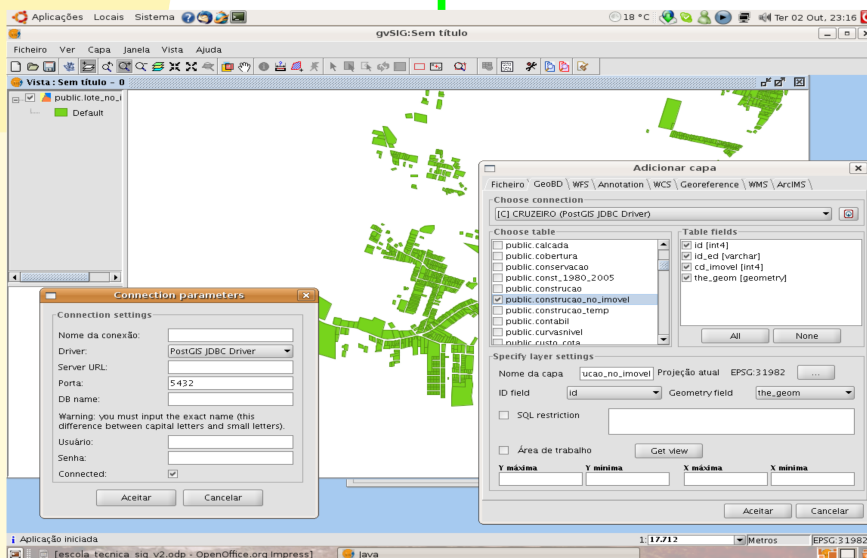 Aplicações Locais Sistema 18 °C Ter 02 Out, 23:16
gvSIG:Sem título
Ficheiro Ver Capa Janela Vista Ajuda
Vista : Sem título - 0
public.lote_no_i
Default
Adicionar capa
Ficheiro GeoBD WFS Annotation WCS Georeference WMS ArcIMS
Choose connection
[C] CRUZEIRO (PostGIS JDBC Driver)
Choose table Table fields
public.calcada
public.cobertura
public.conservacao
public.const_1980_2005
public.construcao
public.construcao_no_imovel
public.construcao_temp
public.contabil
public.curvasnivel
public.custo_cota
id [int4]
id_ed [varchar]
cd_imovel [int4]
the_geom [geometry]
All None
Specify layer settings
Nome da capa ucao_no_imovel Projeção atual EPSG:31982 ...
ID field id Geometry field the_geom
SQL restriction
Área de trabalho Get view
Y máxima Y minima X máxima X minima
Aceitar Cancelar
Connection parameters
Connection settings
Nome da conexão:
Driver: PostGIS JDBC Driver
Server URL:
Porta: 5432
DB name:
Warning: you must input the exact name (this
difference between capital letters and small letters).
Usuário:
Senha:
Connected:
Aceitar Cancelar
Aplicação iniciada 1: 17.712 Metros EPSG:31982
[escola_tecnica_sig_v2.odp - OpenOffice.org Impress] Java